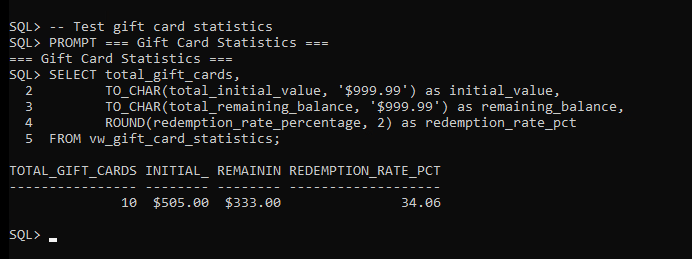 SQL> -- Test gift card statistics
SQL> PROMPT === Gift Card Statistics ===
=== Gift Card Statistics ===
SQL> SELECT total_gift_cards,
  2         TO_CHAR(total_initial_value, '$999.99') as initial_value,
  3         TO_CHAR(total_remaining_balance, '$999.99') as remaining_balance,
  4         ROUND(redemption_rate_percentage, 2) as redemption_rate_pct
  5  FROM vw_gift_card_statistics;

TOTAL_GIFT_CARDS INITIAL_ REMAININ REDEMPTION_RATE_PCT
---------------- -------- -------- -------------------
              10  $505.00  $333.00               34.06

SQL> _